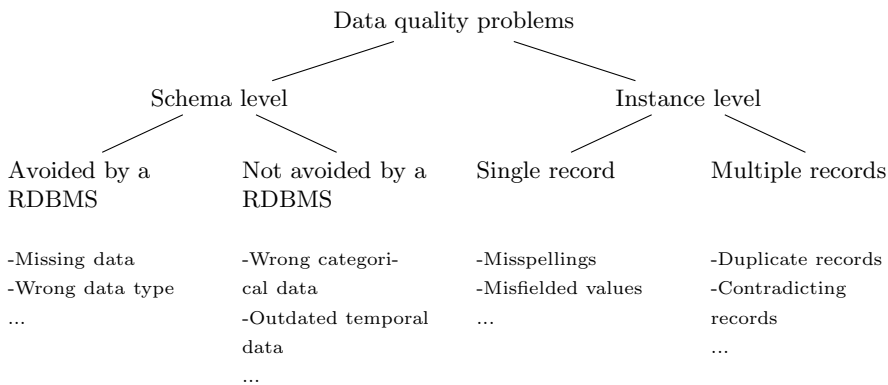 Data quality problems
Schema level
Instance level
Avoided by a
RDBMS
Not avoided by a
RDBMS
Single record
Multiple records
-Missing data
-Wrong data type
...
-Wrong categori-
cal data
-Outdated temporal
data
...
-Misspellings
-Misfielded values
...
-Duplicate records
-Contradicting
records
...